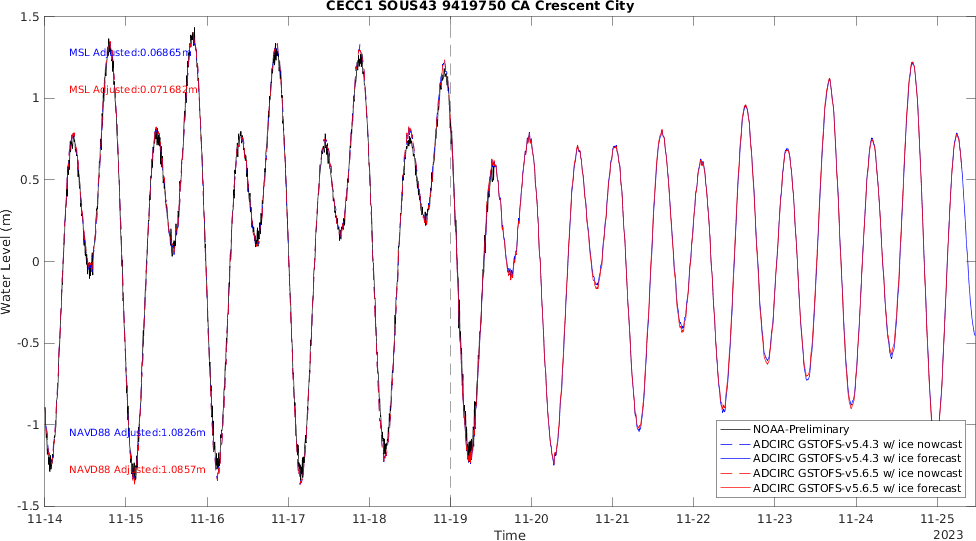 CECC1 SOUS43 9419750 CA Crescent City
1.5
1
0.5
0
-0.5
-1
-1.5
Water Level (m)
MSL Adjusted:0.06865m
MSL Adjusted:0.071682m
NAVD88 Adjusted:1.0826m
NAVD88 Adjusted:1.0857m
NOAA-Preliminary
ADCIRC GSTOFS-v5.4.3 w/ ice nowcast
ADCIRC GSTOFS-v5.4.3 w/ ice forecast
ADCIRC GSTOFS-v5.6.5 w/ ice nowcast
ADCIRC GSTOFS-v5.6.5 w/ ice forecast
11-14 11-15 11-16 11-17 11-18 11-19 11-20 11-21 11-22 11-23 11-24 11-25
Time
2023